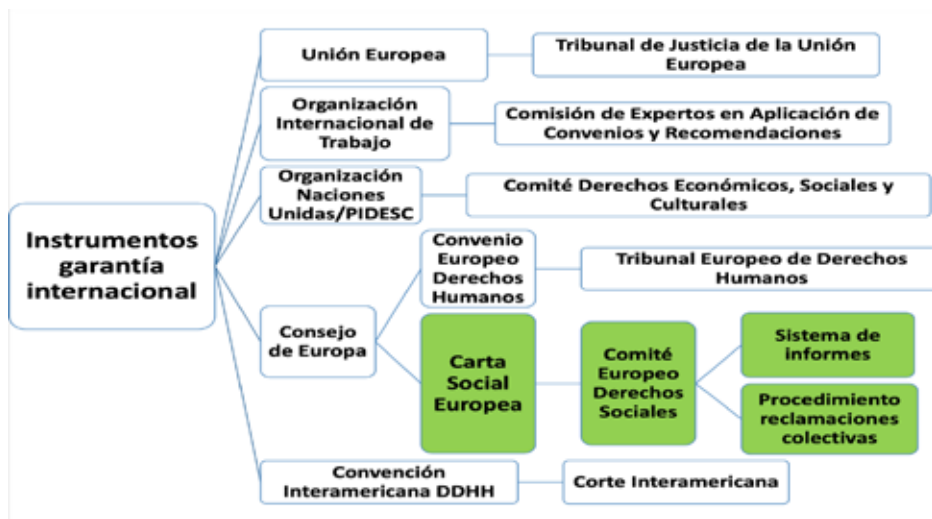 Instrumentos
garantía
internacional
Unión Europea
Tribunal de Justicia de la Unión
Europea
Organización
Internacional de
Trabajo
Comisión de Expertos en Aplicación de
Convenios y Recomendaciones
Organización
Naciones
Unidas/PIDESC
Comité Derechos Económicos, Sociales y
Culturales
Consejo
de Europa
Convenio
Europeo
Derechos
Humanos
Tribunal Europeo de Derechos
Humanos
Carta
Social
Europea
Comité
Europeo
Derechos
Sociales
Sistema de
informes
Procedimiento
reclamaciones
colectivas
Convención
Interamericana DDHH
Corte Interamericana